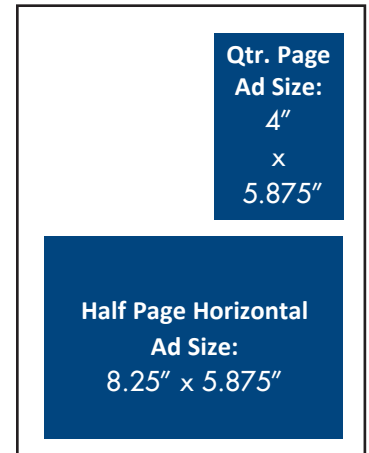 Qtr. Page
Ad Size:
4″
x
5.875″
Half Page Horizontal
Ad Size:
8.25″ x 5.875″